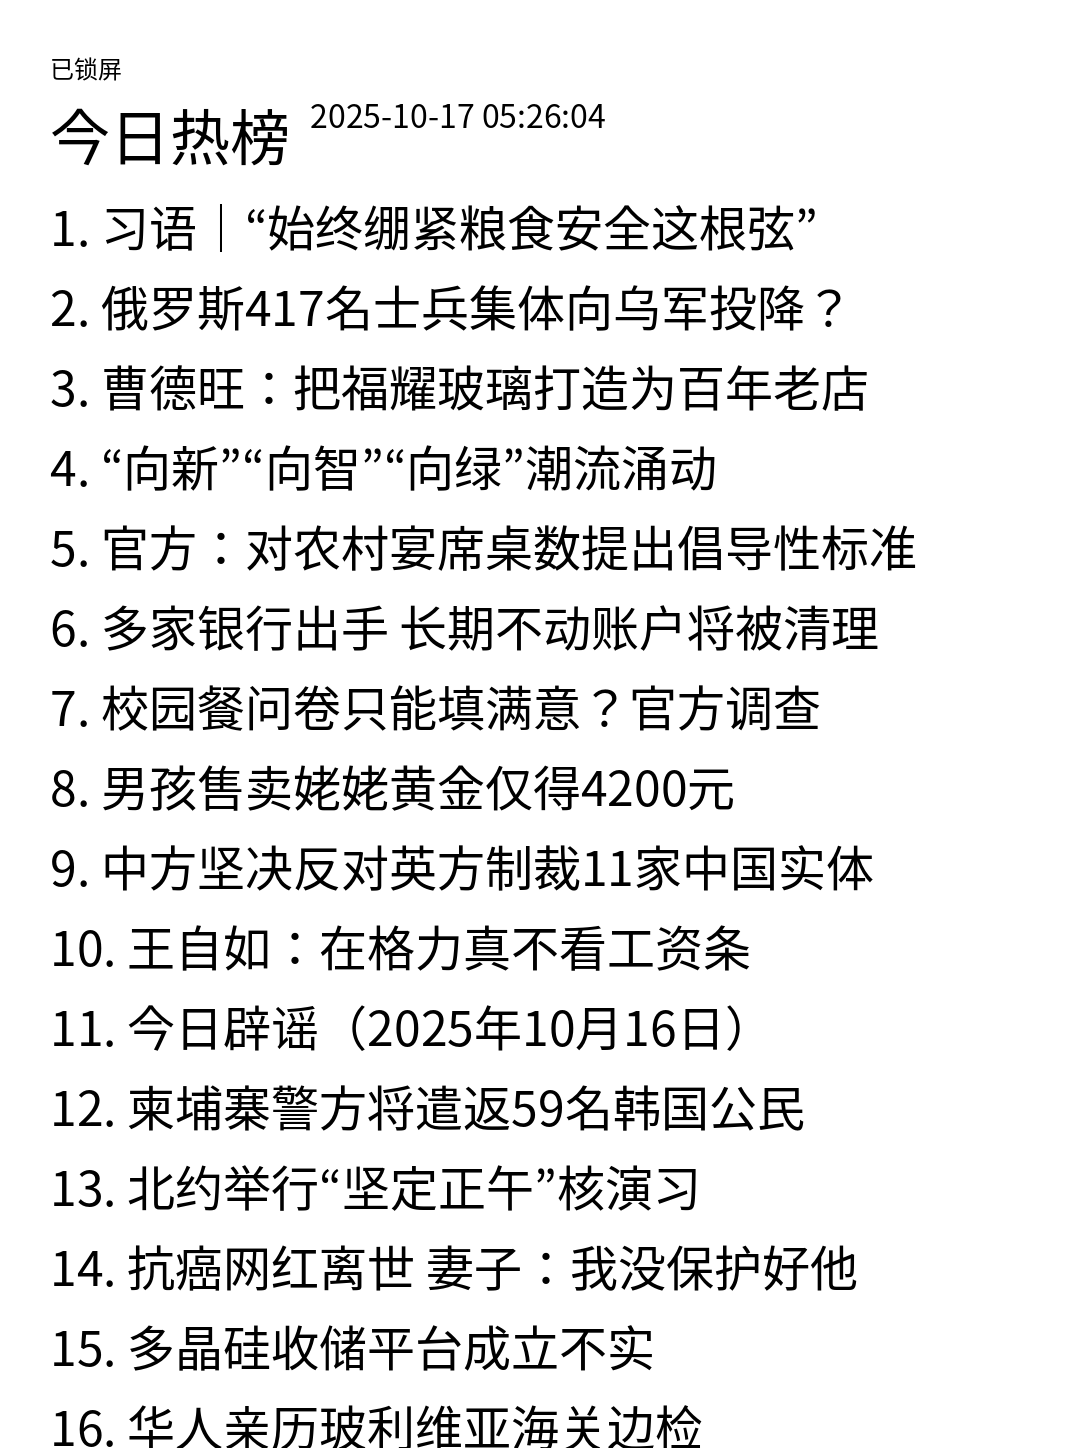 已锁屏
今日热榜 2025-10-17 05:26:04
1. 习语｜“始终绷紧粮食安全这根弦”
2. 俄罗斯417名士兵集体向乌军投降？
3. 曹德旺：把福耀玻璃打造为百年老店
4. “向新”“向智”“向绿”潮流涌动
5. 官方：对农村宴席桌数提出倡导性标准
6. 多家银行出手 长期不动账户将被清理
7. 校园餐问卷只能填满意？官方调查
8. 男孩售卖姥姥黄金仅得4200元
9. 中方坚决反对英方制裁11家中国实体
10. 王自如：在格力真不看工资条
11. 今日辟谣（2025年10月16日）
12. 柬埔寨警方将遣返59名韩国公民
13. 北约举行“坚定正午”核演习
14. 抗癌网红离世 妻子：我没保护好他
15. 多晶硅收储平台成立不实
16. 华人亲历玻利维亚海关边检